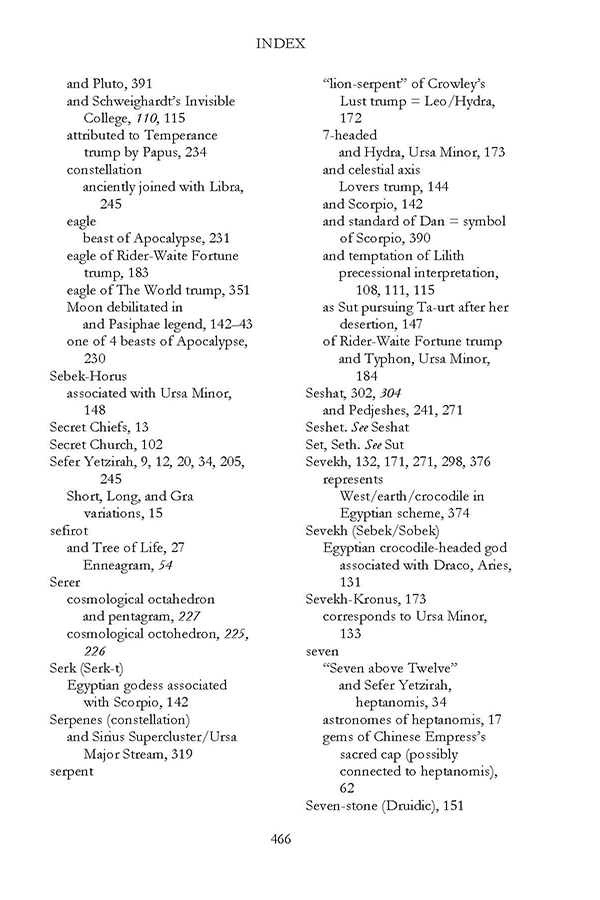 INDEX
and Pluto, 391
and Schweighardt's Invisible
College, 110, 115
attributed to Temperance
trump by Papus, 234
constellation
anciently joined with Libra,
245
eagle
beast of Apocalypse, 231
eagle of Rider-Waite Fortune
trump, 183
eagle of The World trump, 351
Moon debilitated in
and Pasiphae legend, 142–43
one of 4 beasts of Apocalypse,
230
Sebek-Horus
associated with Ursa Minor,
148
Secret Chiefs, 13
Secret Church, 102
Sefer Yetzirah, 9, 12, 20, 34, 205,
245
Short, Long, and Gra
variations, 15
sefirot
and Tree of Life, 27
Enneagram, 54
Serer
cosmological octahedron
and pentagram, 227
cosmological octohedron, 225,
226
Serk (Serk-t)
Egyptian godess associated
with Scorpio, 142
Serpenes (constellation)
and Sirius Supercluster/Ursa
Major Stream, 319
serpent
“lion-serpent” of Crowley's
Lust trump = Leo/Hydra,
172
7-headed
and Hydra, Ursa Minor, 173
and celestial axis
Lovers trump, 144
and Scorpio, 142
and standard of Dan = symbol
of Scorpio, 390
and temptation of Lilith
precessional interpretation,
108, 111, 115
as Sut pursuing Ta-urt after her
desertion, 147
of Rider-Waite Fortune trump
and Typhon, Ursa Minor,
184
Seshat, 302, 304
and Pedjeshes, 241, 271
Seshet. See Seshat
Set, Seth. See Sut
Sevekh, 132, 171, 271, 298, 376
represents
West/earth/crocodile in
Egyptian scheme, 374
Sevekh (Sebek/Sobek)
Egyptian crocodile-headed god
associated with Draco, Aries,
131
Sevekh-Kronus, 173
corresponds to Ursa Minor,
133
seven
“Seven above Twelve”
and Sefer Yetzirah,
heptanomis, 34
astronomes of heptanomis, 17
gems of Chinese Empress's
sacred cap (possibly
connected to heptanomis),
62
Seven-stone (Druidic), 151
466